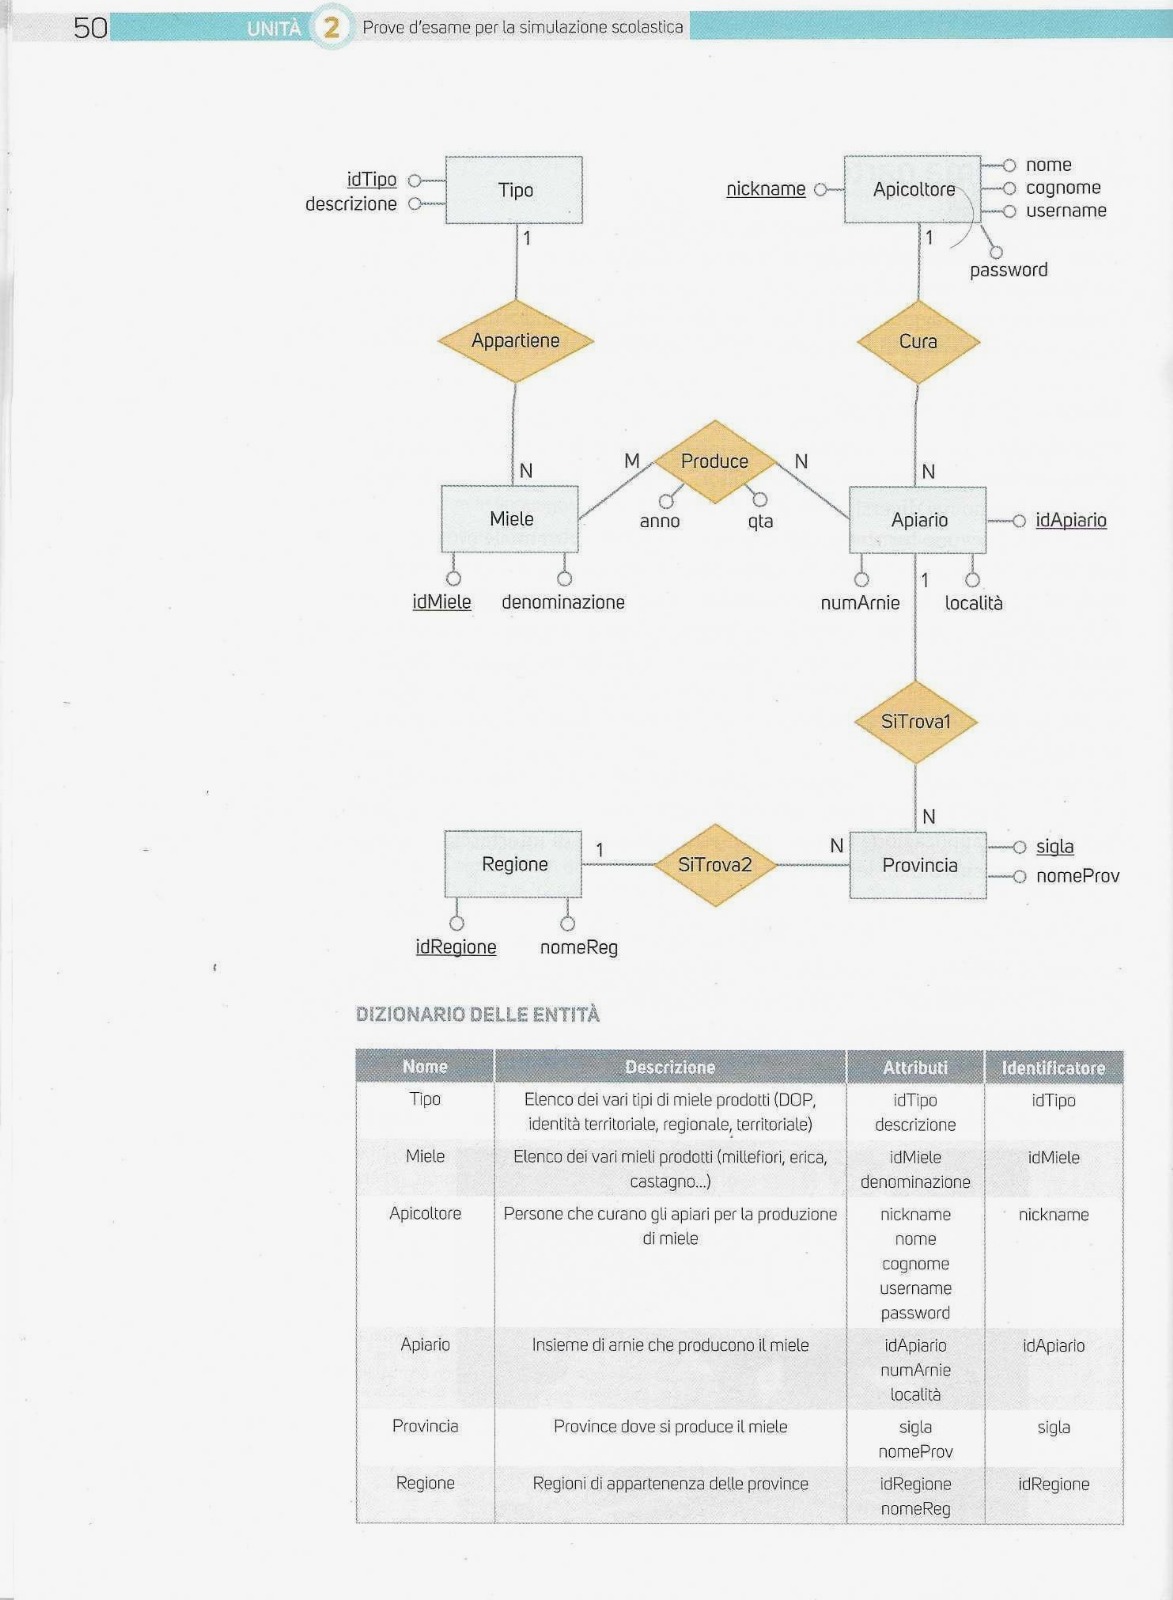 50 UNITÀ 2 Prove d'esame per la simulazione scolastica
idTipo
descrizione
Tipo
1
nickname
Apicoltore
nome
cognome
username
password
1
Appartiene
Cura
N
M
Produce
N
N
anno
qta
Miele
Apiario
idApiario
idMiele
denominazione
numArnie
1
località
SiTrova1
N
Regione
1
SiTrova2
N
Provincia
sigla
nomeProv
idRegione
nomeReg
DIZIONARIO DELLE ENTITÀ
Nome Descrizione Attributi Identificatore
Tipo Elenco dei vari tipi di miele prodotti (DOP, idTipo idTipo
identità territoriale, regionale, territoriale) descrizione
Miele Elenco dei vari mieli prodotti (millefiori, erica, idMiele idMiele
castagno...) denominazione
Apicoltore Persone che curano gli apiari per la produzione nickname nickname
di miele nome
cognome
username
password
Apiario Insieme di arnie che producono il miele idApiario idApiario
numArnie
località
Provincia Province dove si produce il miele sigla sigla
nomeProv
Regione Regioni di appartenenza delle province idRegione idRegione
nomeReg